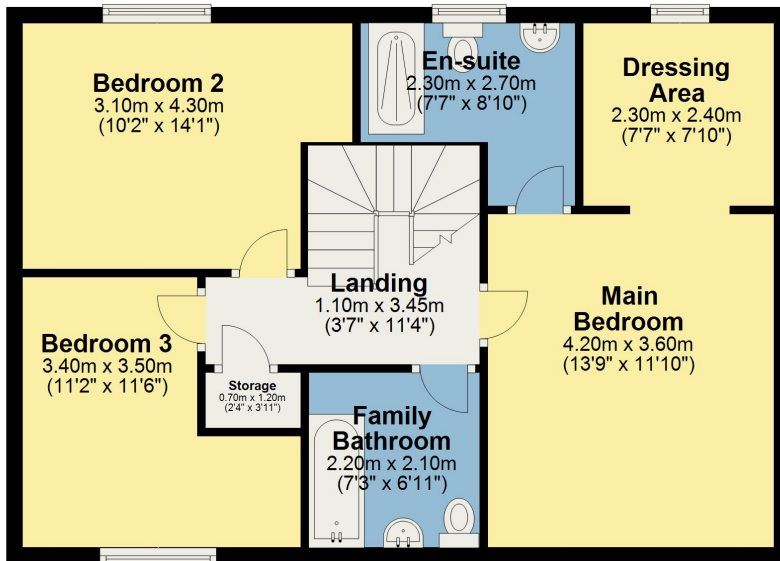 Bedroom 2
3.10m x 4.30m
(10'2" x 14'1")
En-suite
2.30m x 2.70m
(7'7" x 8'10")
Dressing
Area
2.30m x 2.40m
(7'7" x 7'10")
Landing
1.10m x 3.45m
(3'7" x 11'4")
Main
Bedroom
4.20m x 3.60m
(13'9" x 11'10")
Bedroom 3
3.40m x 3.50m
(11'2" x 11'6")
Storage
0.70m x 1.20m
(2'4" x 3'11")
Family
Bathroom
2.20m x 2.10m
(7'3" x 6'11")